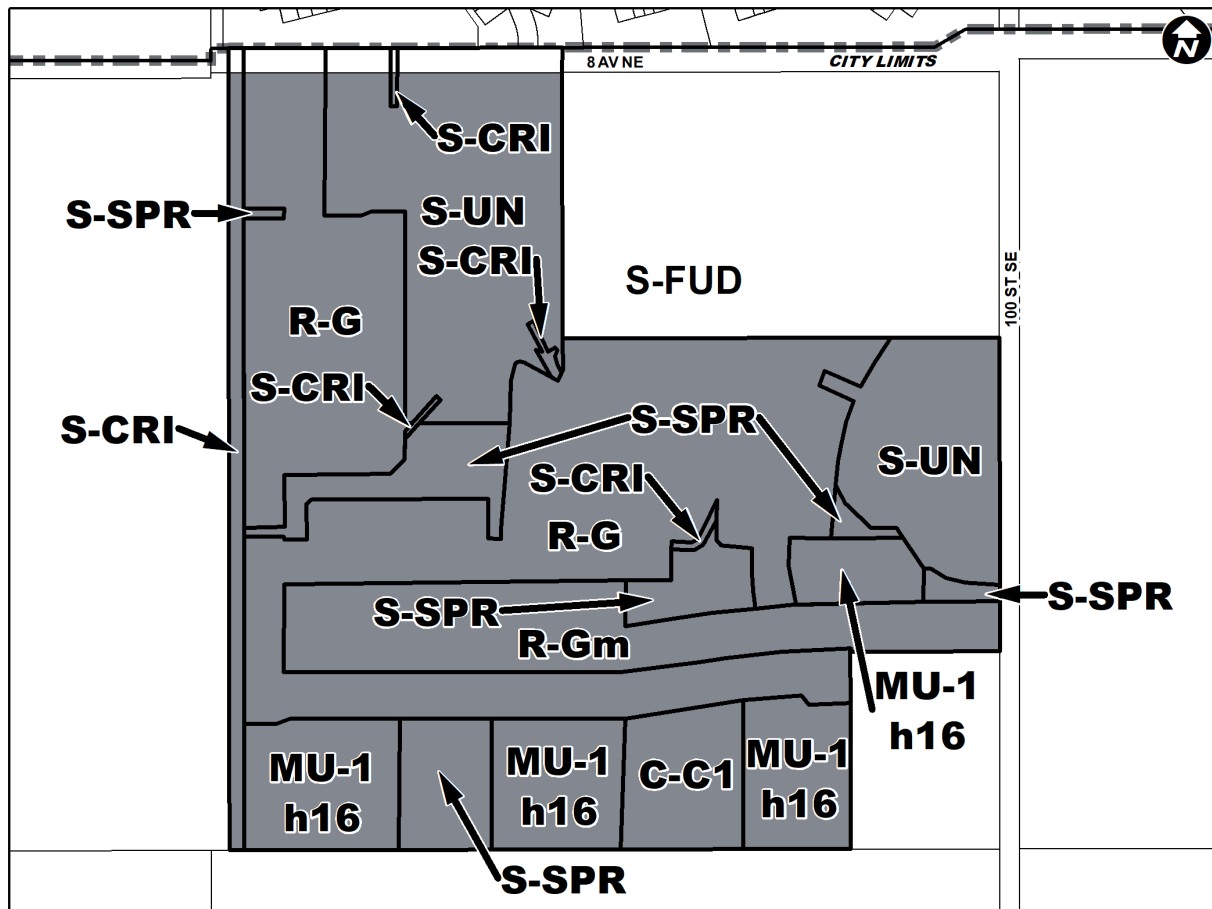 8 AV NE
CITY LIMITS
N
S-CRI
S-SPR
S-UN
S-CRI
S-FUD
100 ST SE
R-G
S-CRI
S-CRI
S-SPR
S-UN
S-CRI
R-G
S-SPR
S-SPR
R-Gm
MU-1
h16
MU-1
h16
MU-1
h16
C-C1
MU-1
h16
S-SPR